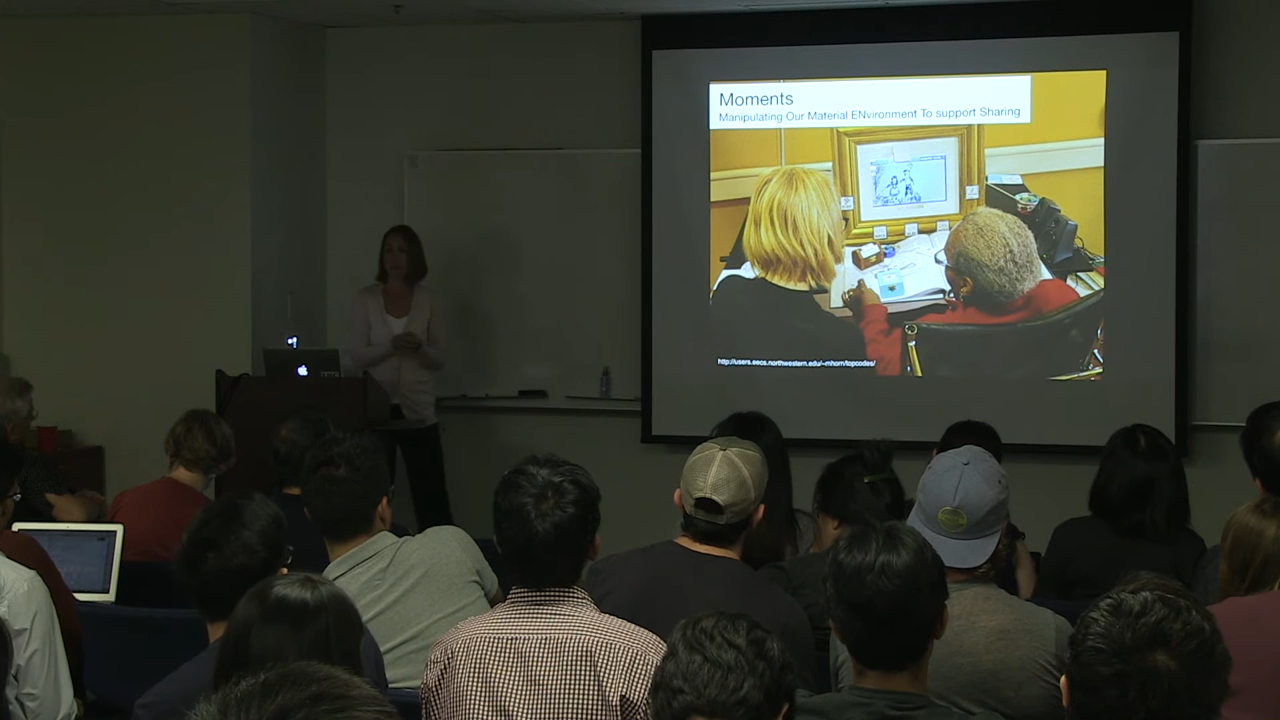 Moments
Manipulating Our Material ENvironment To support Sharing
http://users.eecs.northwestern.edu/~mhorn/topcodes/